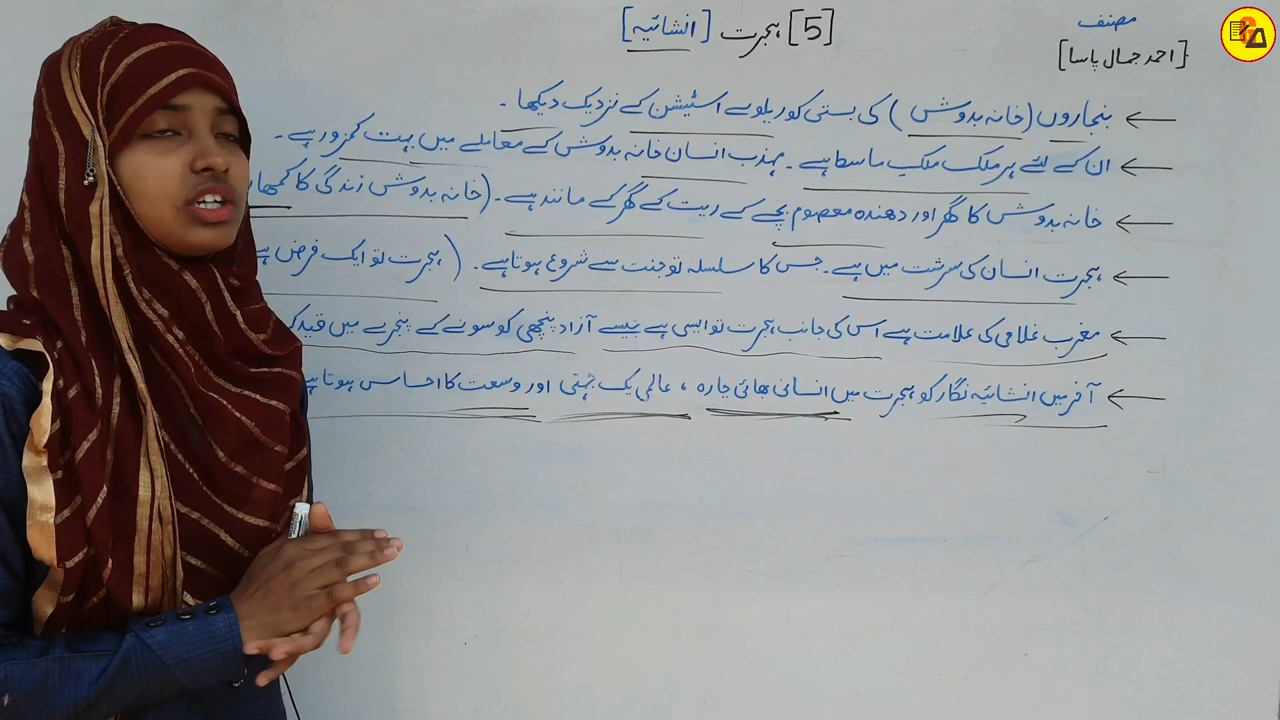 [5] ہجرت [انشائیہ]
مصنف
[احمد جمال پاسا]
بنجاروں (خانہ بدوش) کی بستی کو ریلوے اسٹیشن کے نزدیک دیکھا۔
ان کے لئے ہر ملک ملکِ ماسطا ہے۔ مہذب انسان خانہ بدوش کے معاملے میں بہت کمزور ہے۔
خانہ بدوش کا گھر اور دھندہ معصوم بچے کے ریت کے گھر کے مانند ہے۔ (خانہ بدوش زندگی کا
ہجرت انسان کی سرشت میں ہے۔ جس کا سلسلہ تو جنت سے شروع ہوتا ہے۔ (ہجرت تو ایک فرض
مغرب غلامی کی علامت ہے اس کی جانب ہجرت تو ایسی ہے جیسے آزاد پنچھی کو سونے کے پنجرے میں قید
آخر میں انشائیہ نگار کو ہجرت میں انسانی بھائی چارہ، عالمی یک جہتی اور وسعت کا احساس ہوتا